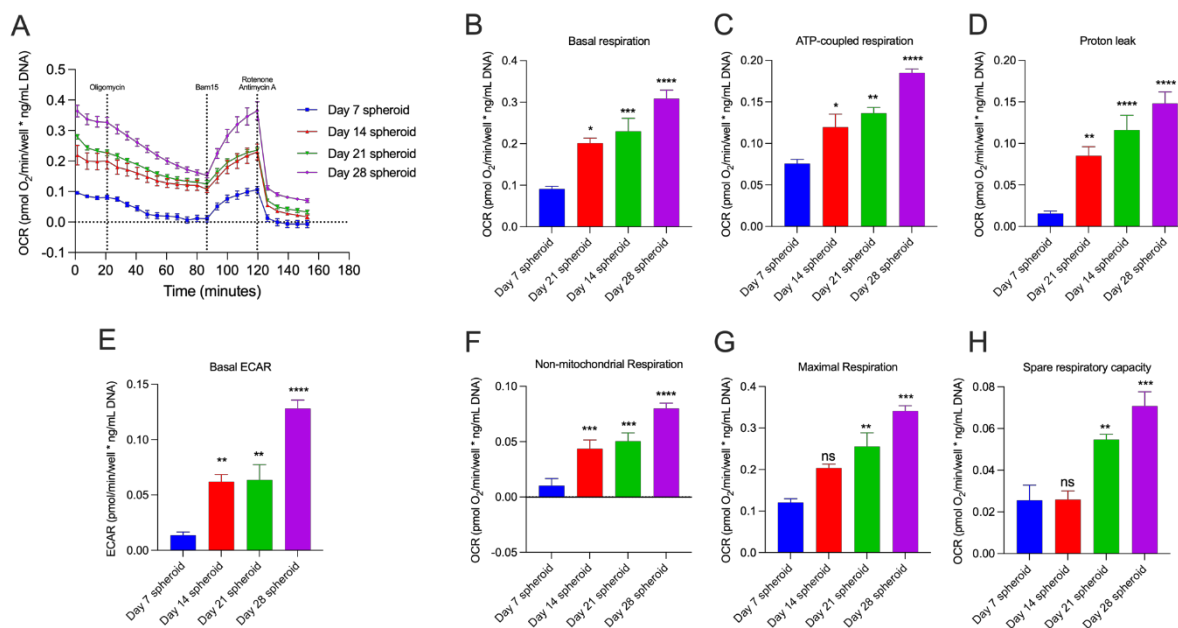 A
OCR (pmol O2/min/well * ng/mL DNA)
0.5
0.4
0.3
0.2
0.1
0.0
-0.1
Oligomycin
Bam15
Rotenone
Antimycin A
0 20 40 60 80 100 120 140 160 180
Time (minutes)
Day 7 spheroid
Day 14 spheroid
Day 21 spheroid
Day 28 spheroid
B
Basal respiration
OCR (pmol O2/min/well * ng/mL DNA)
0.4
0.3
0.2
0.1
0.0
*
***
****
Day 7 spheroid
Day 21 spheroid
Day 14 spheroid
Day 28 spheroid
C
ATP-coupled respiration
OCR (pmol O2/min/well * ng/mL DNA)
0.20
0.15
0.10
0.05
0.00
*
**
****
Day 7 spheroid
Day 14 spheroid
Day 21 spheroid
Day 28 spheroid
D
Proton leak
OCR (pmol O2/min/well * ng/mL DNA)
0.20
0.15
0.10
0.05
0.00
**
****
****
Day 7 spheroid
Day 21 spheroid
Day 14 spheroid
Day 28 spheroid
E
Basal ECAR
ECAR (pmol/min/well * ng/mL DNA)
0.15
0.10
0.05
0.00
**
**
****
Day 7 spheroid
Day 14 spheroid
Day 21 spheroid
Day 28 spheroid
F
Non-mitochondrial Respiration
OCR (pmol O2/min/well * ng/mL DNA)
0.10
0.05
0.00
-0.05
***
***
****
Day 7 spheroid
Day 14 spheroid
Day 21 spheroid
Day 28 spheroid
G
Maximal Respiration
OCR (pmol O2/min/well * ng/mL DNA)
0.4
0.3
0.2
0.1
0.0
ns
**
***
Day 7 spheroid
Day 14 spheroid
Day 21 spheroid
Day 28 spheroid
H
Spare respiratory capacity
OCR (pmol O2/min/well * ng/mL DNA)
0.08
0.06
0.04
0.02
0.00
ns
**
***
Day 7 spheroid
Day 14 spheroid
Day 21 spheroid
Day 28 spheroid